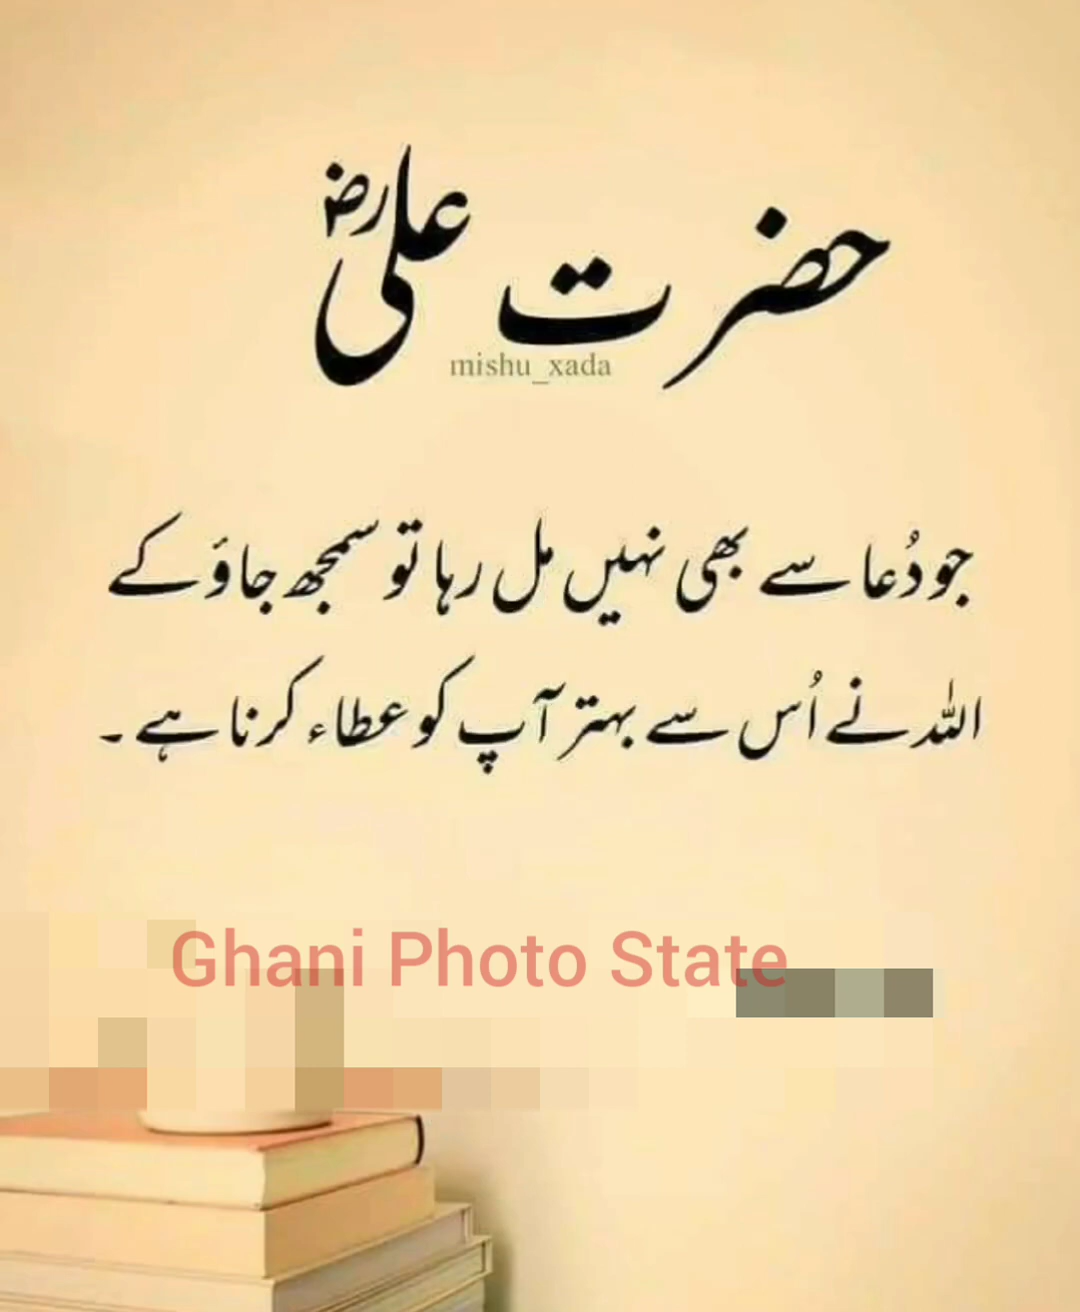 حضرت علیؓ
mishu_xada
جو دُعا سے بھی نہیں مل رہا تو سمجھ جاؤ کے
اللہ نے اُس سے بہتر آپ کو عطاء کرنا ہے ۔
Ghani Photo State